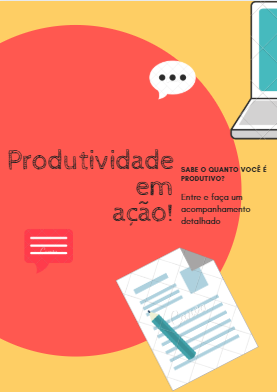 Produtividade
em
ação!
SABE O QUANTO VOCÊ É
PRODUTIVO?
Entre e faça um
acompanhamento
detalhado